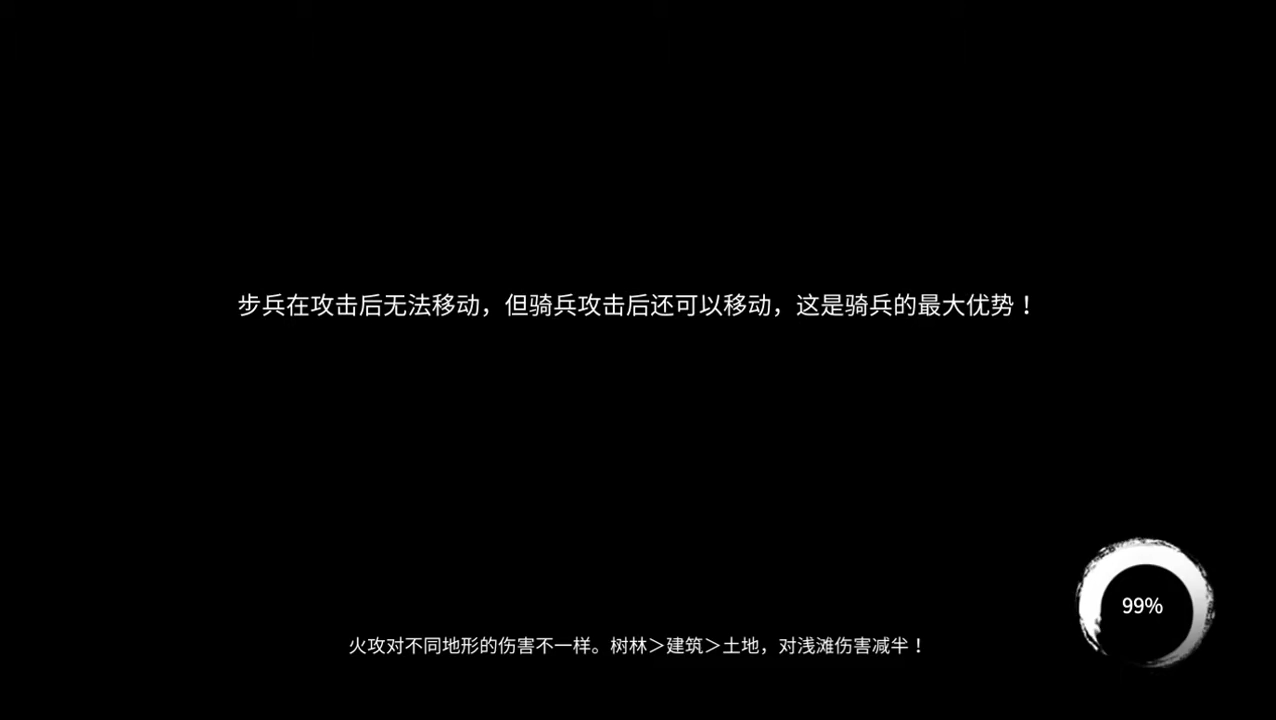 步兵在攻击后无法移动，但骑兵攻击后还可以移动，这是骑兵的最大优势！
99%
火攻对不同地形的伤害不一样。树林＞建筑＞土地，对浅滩伤害减半！